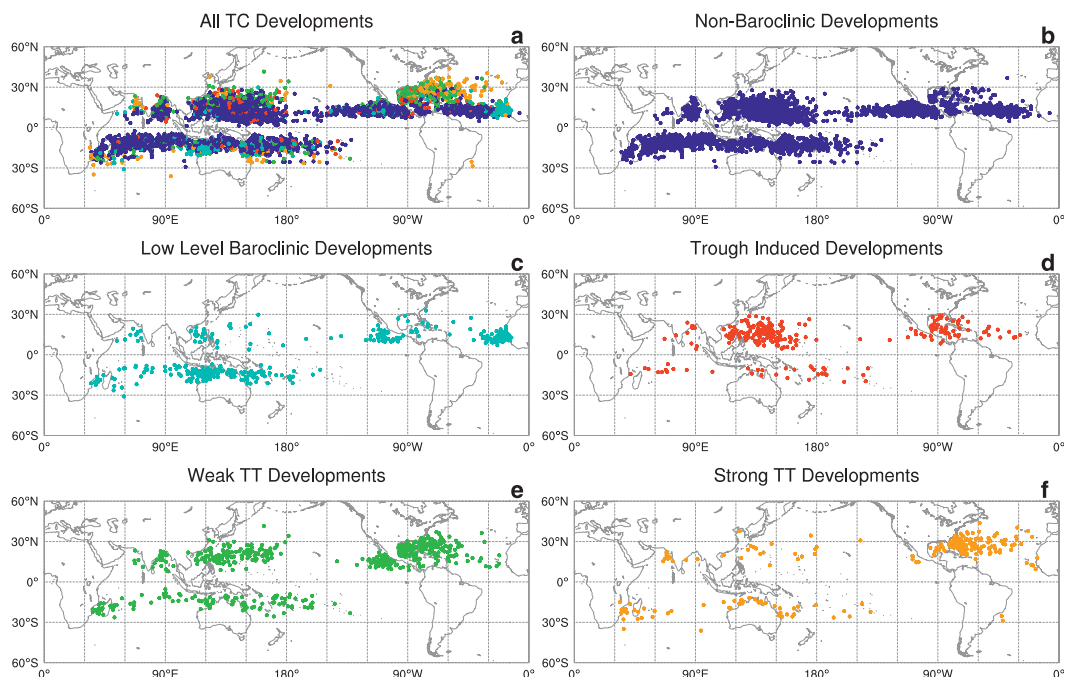 All TC Developments
a
60°N
30°N
0°
30°S
60°S
0° 90°E 180° 90°W 0°
Non-Baroclinic Developments
b
60°N
30°N
0°
30°S
60°S
0° 90°E 180° 90°W 0°
Low Level Baroclinic Developments
c
60°N
30°N
0°
30°S
60°S
0° 90°E 180° 90°W 0°
Trough Induced Developments
d
60°N
30°N
0°
30°S
60°S
0° 90°E 180° 90°W 0°
Weak TT Developments
e
60°N
30°N
0°
30°S
60°S
0° 90°E 180° 90°W 0°
Strong TT Developments
f
60°N
30°N
0°
30°S
60°S
0° 90°E 180° 90°W 0°